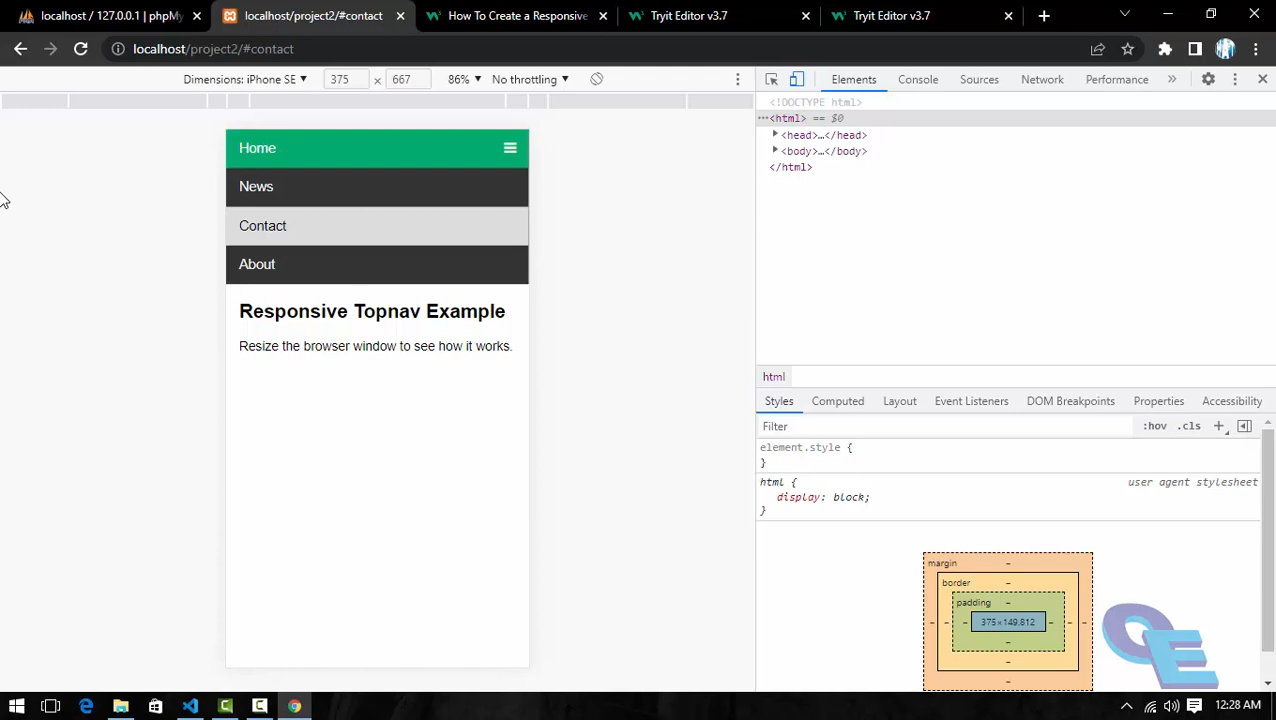 localhost / 127.0.0.1 | phpMy
localhost/project2/#contact
How To Create a Responsive
Tryit Editor v3.7
Tryit Editor v3.7
localhost/project2/#contact
Dimensions: iPhone SE 375 × 667 86% No throttling
Elements Console Sources Network Performance
<!DOCTYPE html>
<html> == $0
<head>…</head>
<body>…</body>
</html>
Home
News
Contact
About
Responsive Topnav Example
Resize the browser window to see how it works.
html
Styles Computed Layout Event Listeners DOM Breakpoints Properties Accessibility
Filter :hov .cls
element.style {
}
html { user agent stylesheet
display: block;
}
margin –
border –
padding –
– – – 375×149.812 – – –
–
–
–
OE
12:28 AM